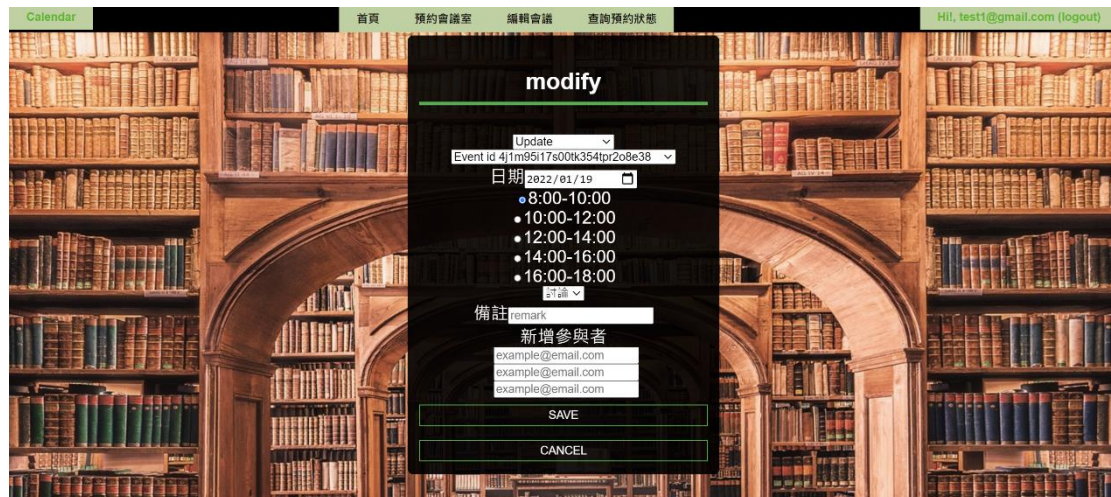 Calendar
首頁 預約會議室 編輯會議 查詢預約狀態
Hi!, test1@gmail.com (logout)
modify
Update
Event id 4j1m95i17s00tk354tpr2o8e38
日期 2022/01/19
8:00-10:00
10:00-12:00
12:00-14:00
14:00-16:00
16:00-18:00
討論
備註 remark
新增參與者
example@email.com
example@email.com
example@email.com
SAVE
CANCEL